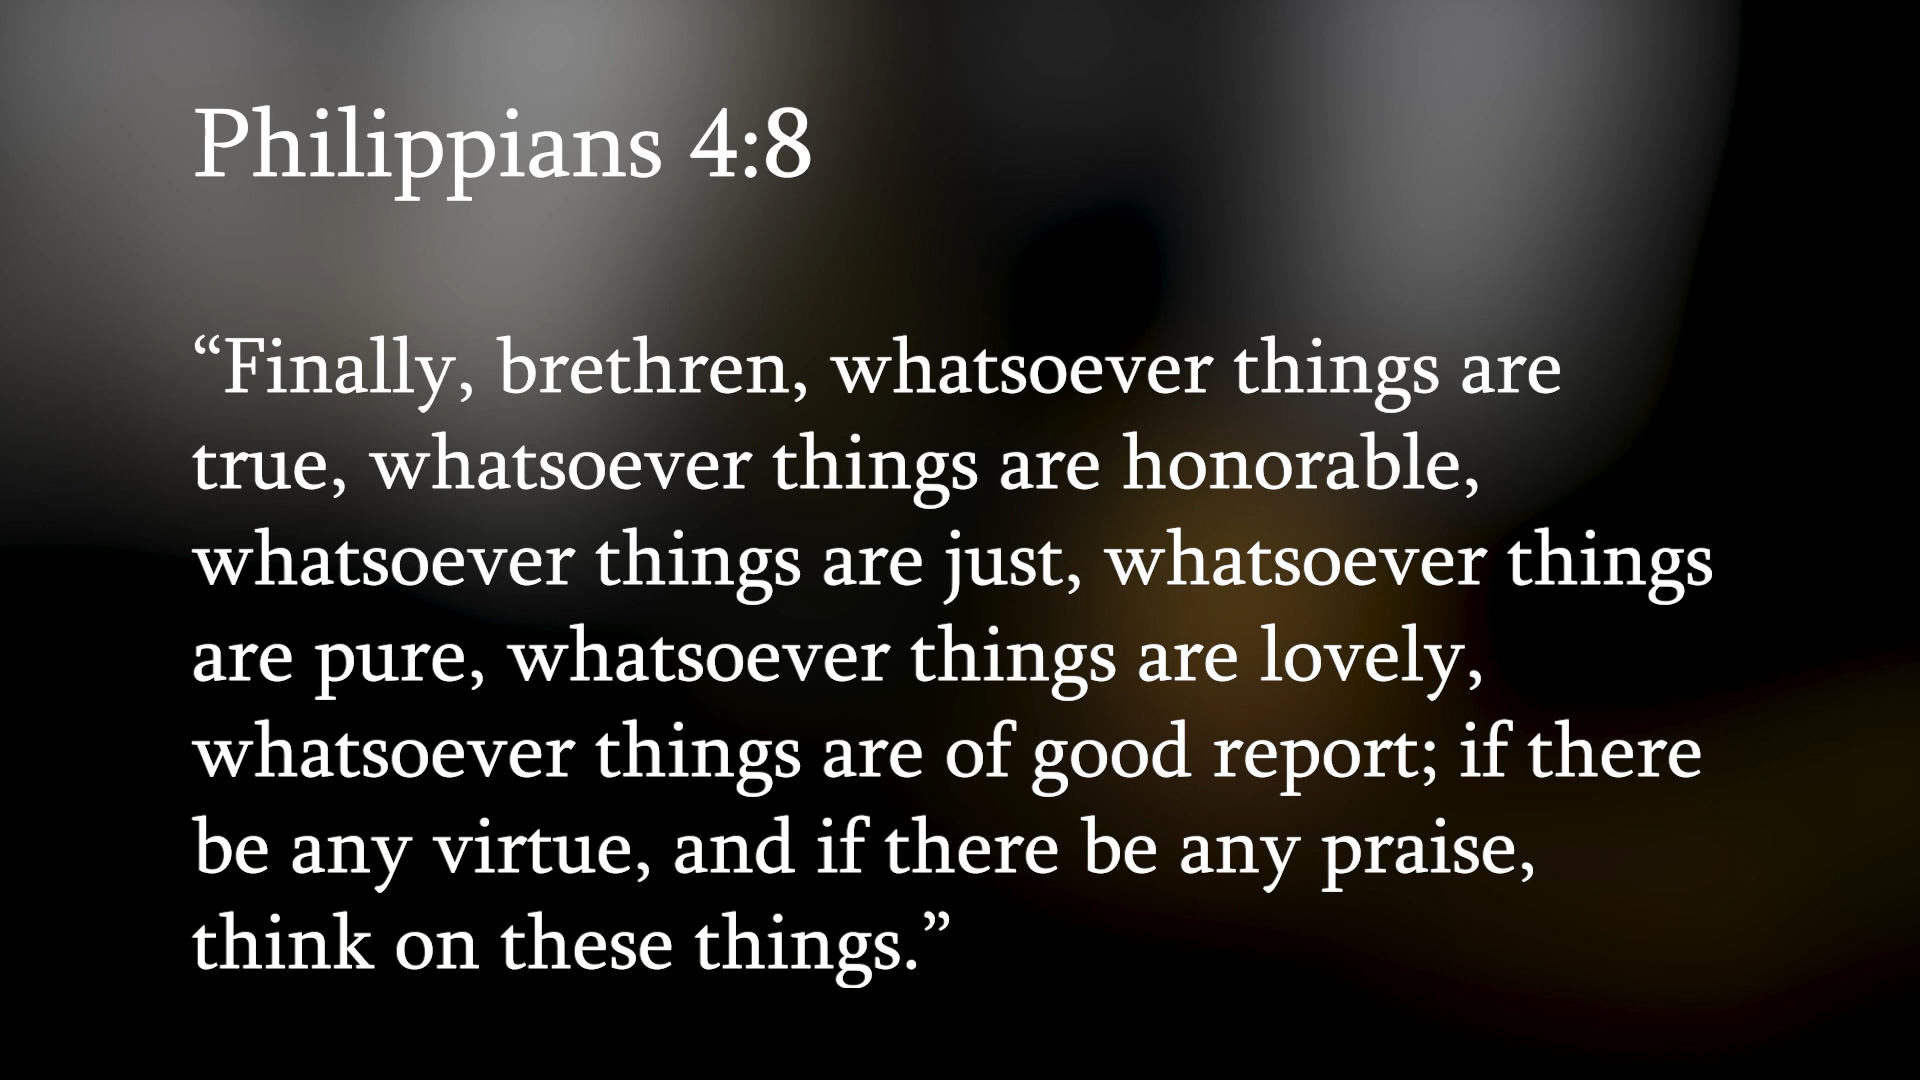 Philippians 4:8
“Finally, brethren, whatsoever things are
true, whatsoever things are honorable,
whatsoever things are just, whatsoever things
are pure, whatsoever things are lovely,
whatsoever things are of good report; if there
be any virtue, and if there be any praise,
think on these things.”